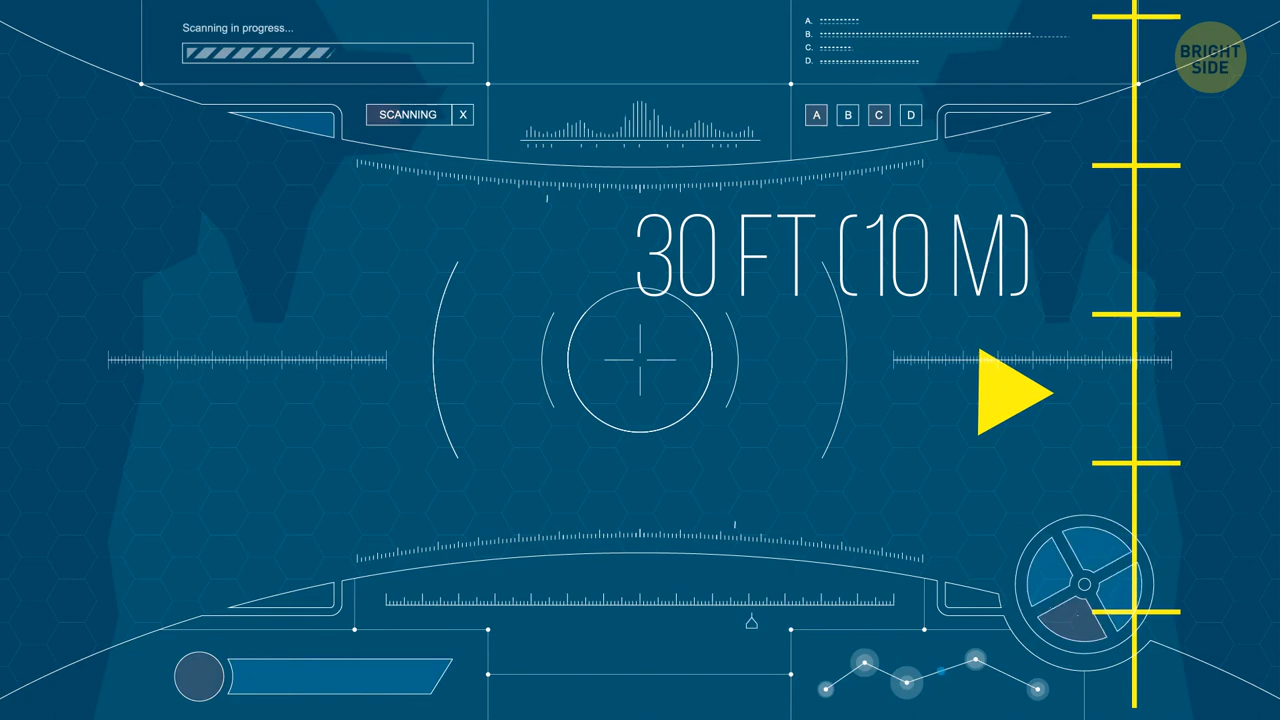 Scanning in progress...
A.
B.
C.
D.
BRIGHT
SIDE
SCANNING X
A B C D
30 FT (10 M)